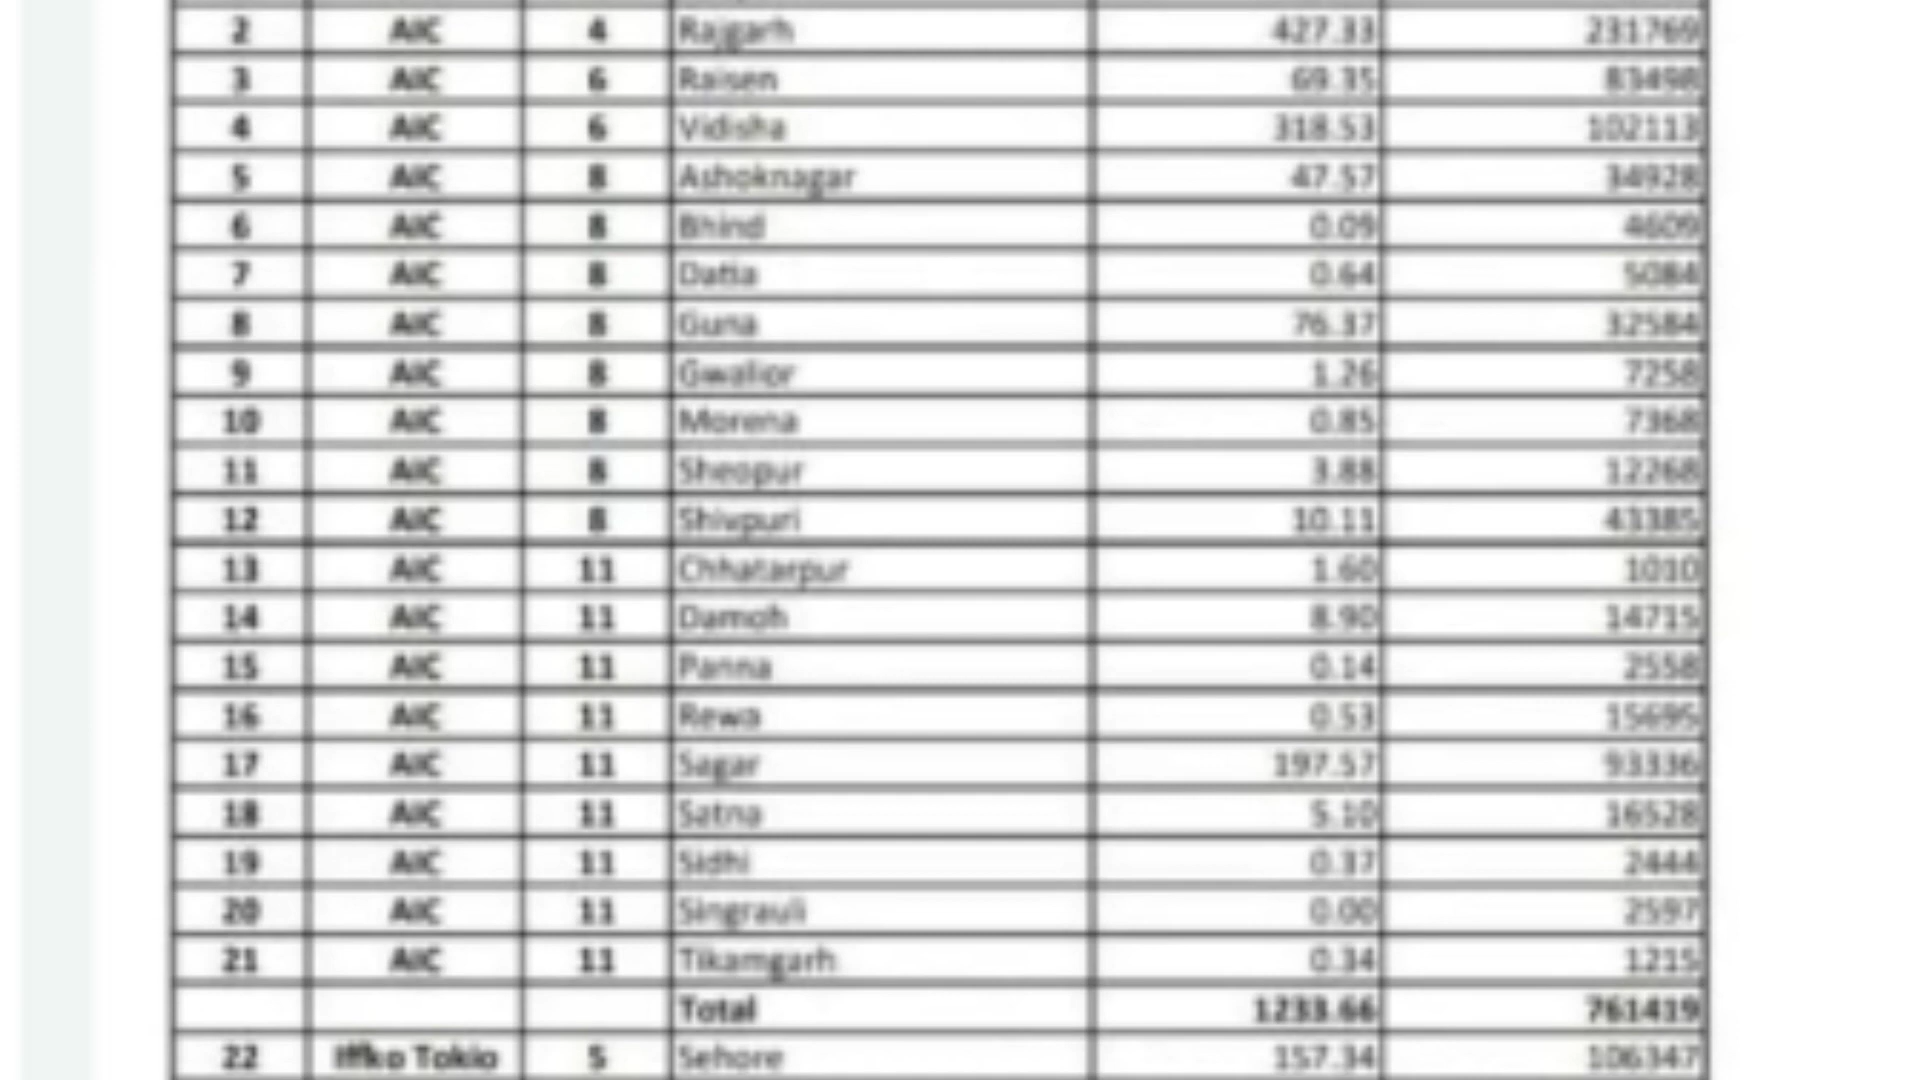 2 AIC 4 Rajgarh 427.33 231769
3 AIC 6 Raisen 69.35 83498
4 AIC 6 Vidisha 318.53 102113
5 AIC 8 Ashoknagar 47.57 34928
6 AIC 8 Bhind 0.09 4609
7 AIC 8 Datia 0.64 5084
8 AIC 8 Guna 76.37 32584
9 AIC 8 Gwalior 1.26 7258
10 AIC 8 Morena 0.85 7368
11 AIC 8 Sheopur 3.88 12268
12 AIC 8 Shivpuri 10.11 43385
13 AIC 11 Chhatarpur 1.60 1010
14 AIC 11 Damoh 8.90 14715
15 AIC 11 Panna 0.14 2558
16 AIC 11 Rewa 0.53 15695
17 AIC 11 Sagar 197.57 93336
18 AIC 11 Satna 5.10 16528
19 AIC 11 Sidhi 0.37 2444
20 AIC 11 Singrauli 0.00 2597
21 AIC 11 Tikamgarh 0.34 1215
Total 1233.66 761419
22 Iffko Tokio 5 Sehore 157.34 106347